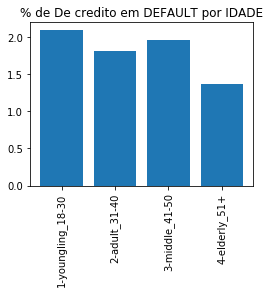 % de De credito em DEFAULT por IDADE
2.0
1.5
1.0
0.5
0.0
1-youngling_18-30
2-adult_31-40
3-middle_41-50
4-elderly_51+